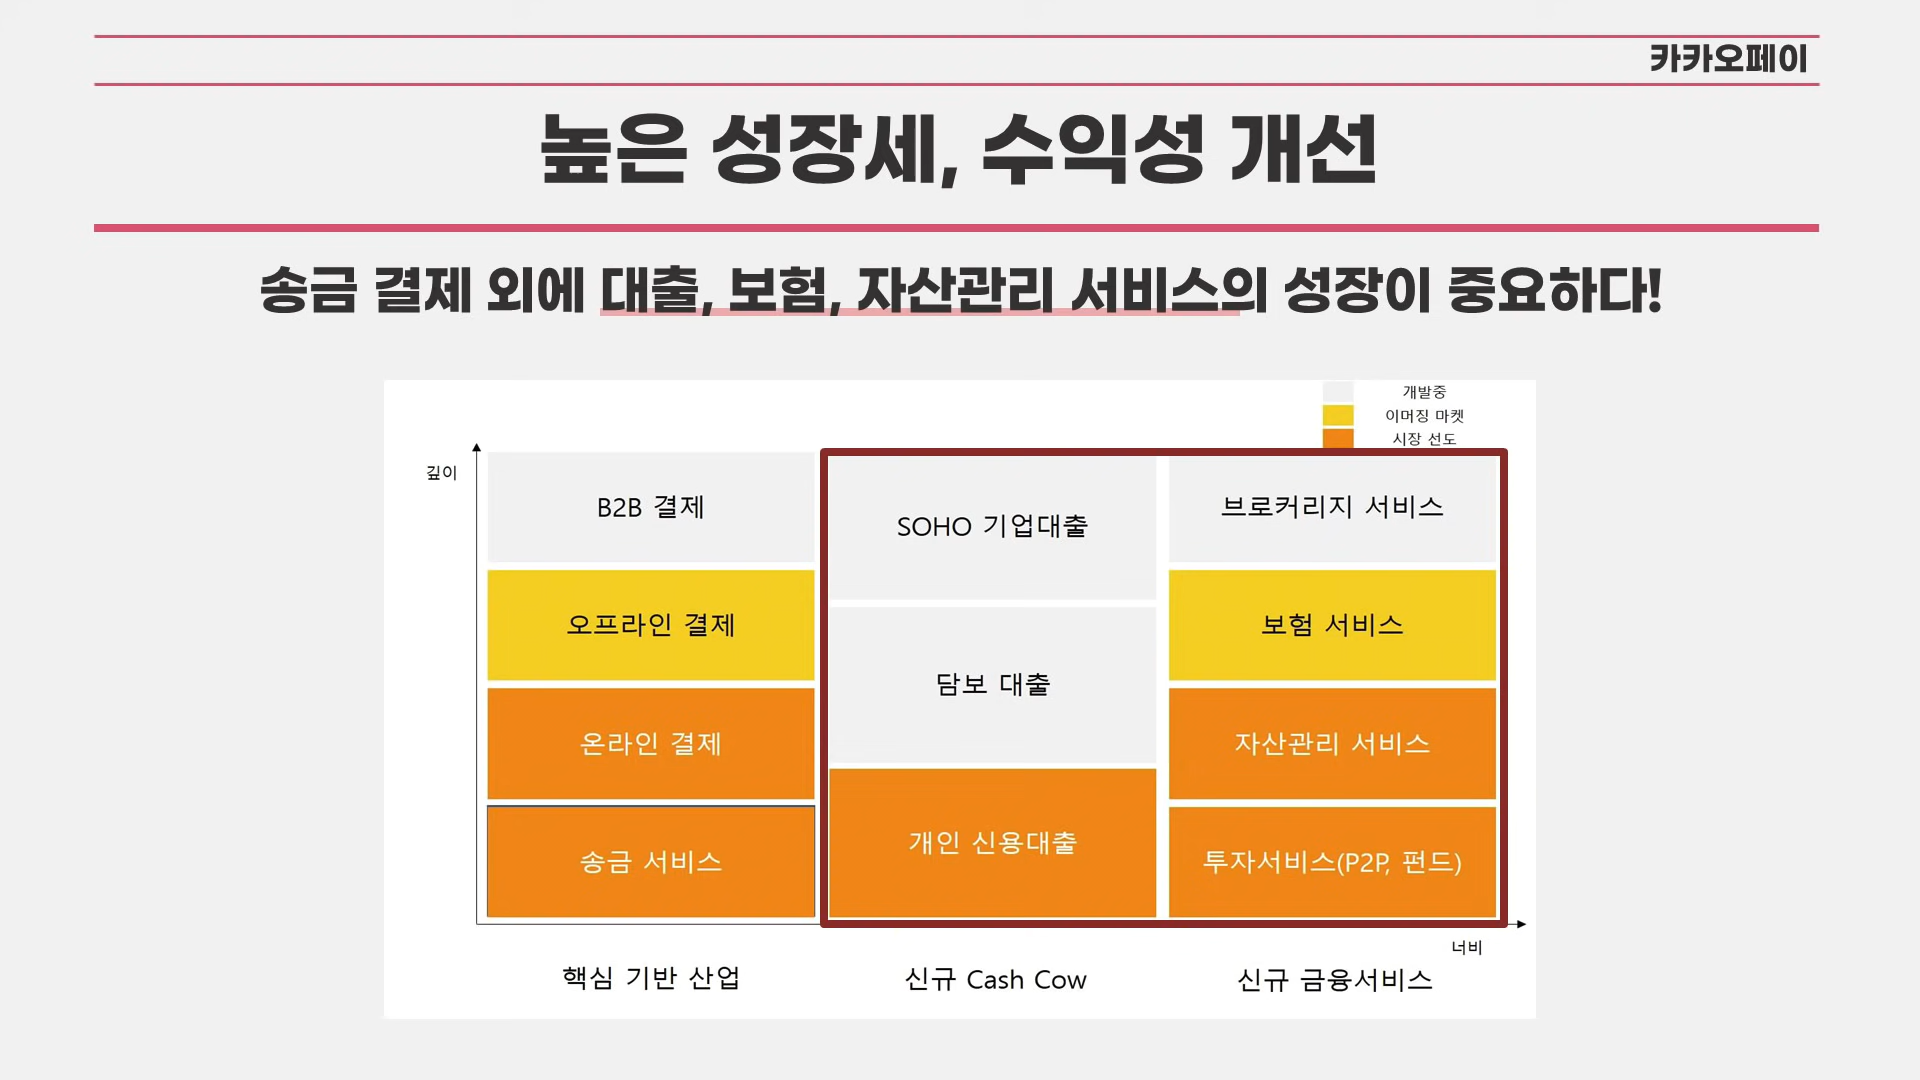 카카오페이
높은 성장세, 수익성 개선
송금 결제 외에 대출, 보험, 자산관리 서비스의 성장이 중요하다!
개발중
이머징 마켓
시장 선도
깊이
B2B 결제
오프라인 결제
온라인 결제
송금 서비스
SOHO 기업대출
담보 대출
개인 신용대출
브로커리지 서비스
보험 서비스
자산관리 서비스
투자서비스(P2P, 펀드)
너비
핵심 기반 산업
신규 Cash Cow
신규 금융서비스